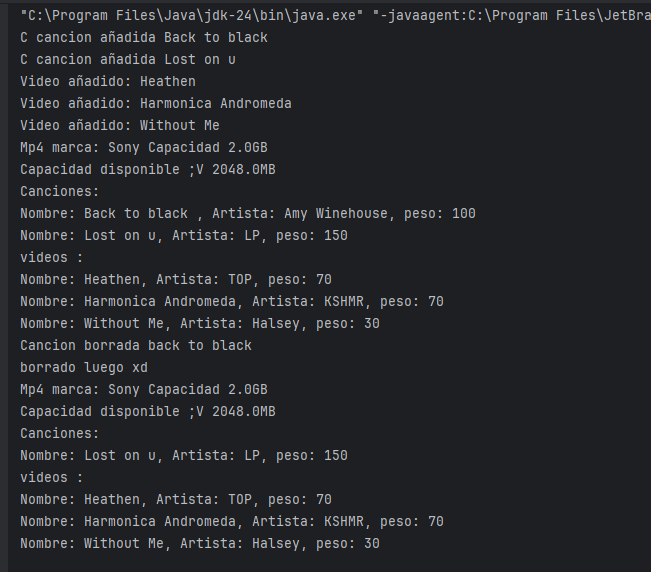 "C:\Program Files\Java\jdk-24\bin\java.exe" "-javaagent:C:\Program Files\JetBra
C cancion añadida Back to black
C cancion añadida Lost on u
Video añadido: Heathen
Video añadido: Harmonica Andromeda
Video añadido: Without Me
Mp4 marca: Sony Capacidad 2.0GB
Capacidad disponible ;V 2048.0MB
Canciones:
Nombre: Back to black , Artista: Amy Winehouse, peso: 100
Nombre: Lost on u, Artista: LP, peso: 150
videos :
Nombre: Heathen, Artista: TOP, peso: 70
Nombre: Harmonica Andromeda, Artista: KSHMR, peso: 70
Nombre: Without Me, Artista: Halsey, peso: 30
Cancion borrada back to black
borrado luego xd
Mp4 marca: Sony Capacidad 2.0GB
Capacidad disponible ;V 2048.0MB
Canciones:
Nombre: Lost on u, Artista: LP, peso: 150
videos :
Nombre: Heathen, Artista: TOP, peso: 70
Nombre: Harmonica Andromeda, Artista: KSHMR, peso: 70
Nombre: Without Me, Artista: Halsey, peso: 30